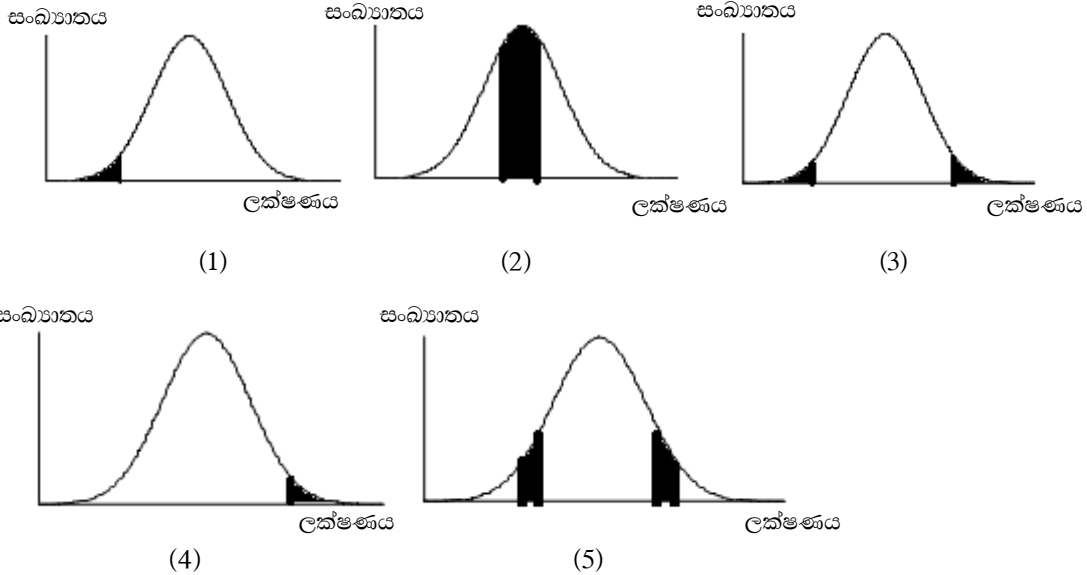 සංඛ්‍යාතය සංඛ්‍යාතය සංඛ්‍යාතය
ලක්ෂණය ලක්ෂණය ලක්ෂණය
(1) (2) (3)
සංඛ්‍යාතය සංඛ්‍යාතය
ලක්ෂණය ලක්ෂණය
(4) (5)